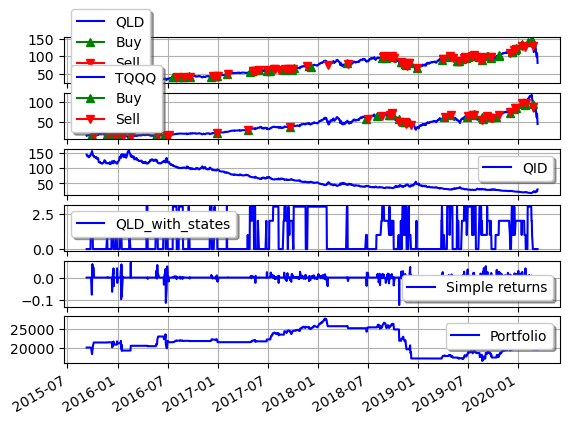 QLD
Buy
Sell
150
100
50
TQQQ
Buy
Sell
100
50
QID
150
100
50
QLD_with_states
2.5
0.0
Simple returns
0.0
−0.1
Portfolio
25000
20000
2015-07
2016-01
2016-07
2017-01
2017-07
2018-01
2018-07
2019-01
2019-07
2020-01